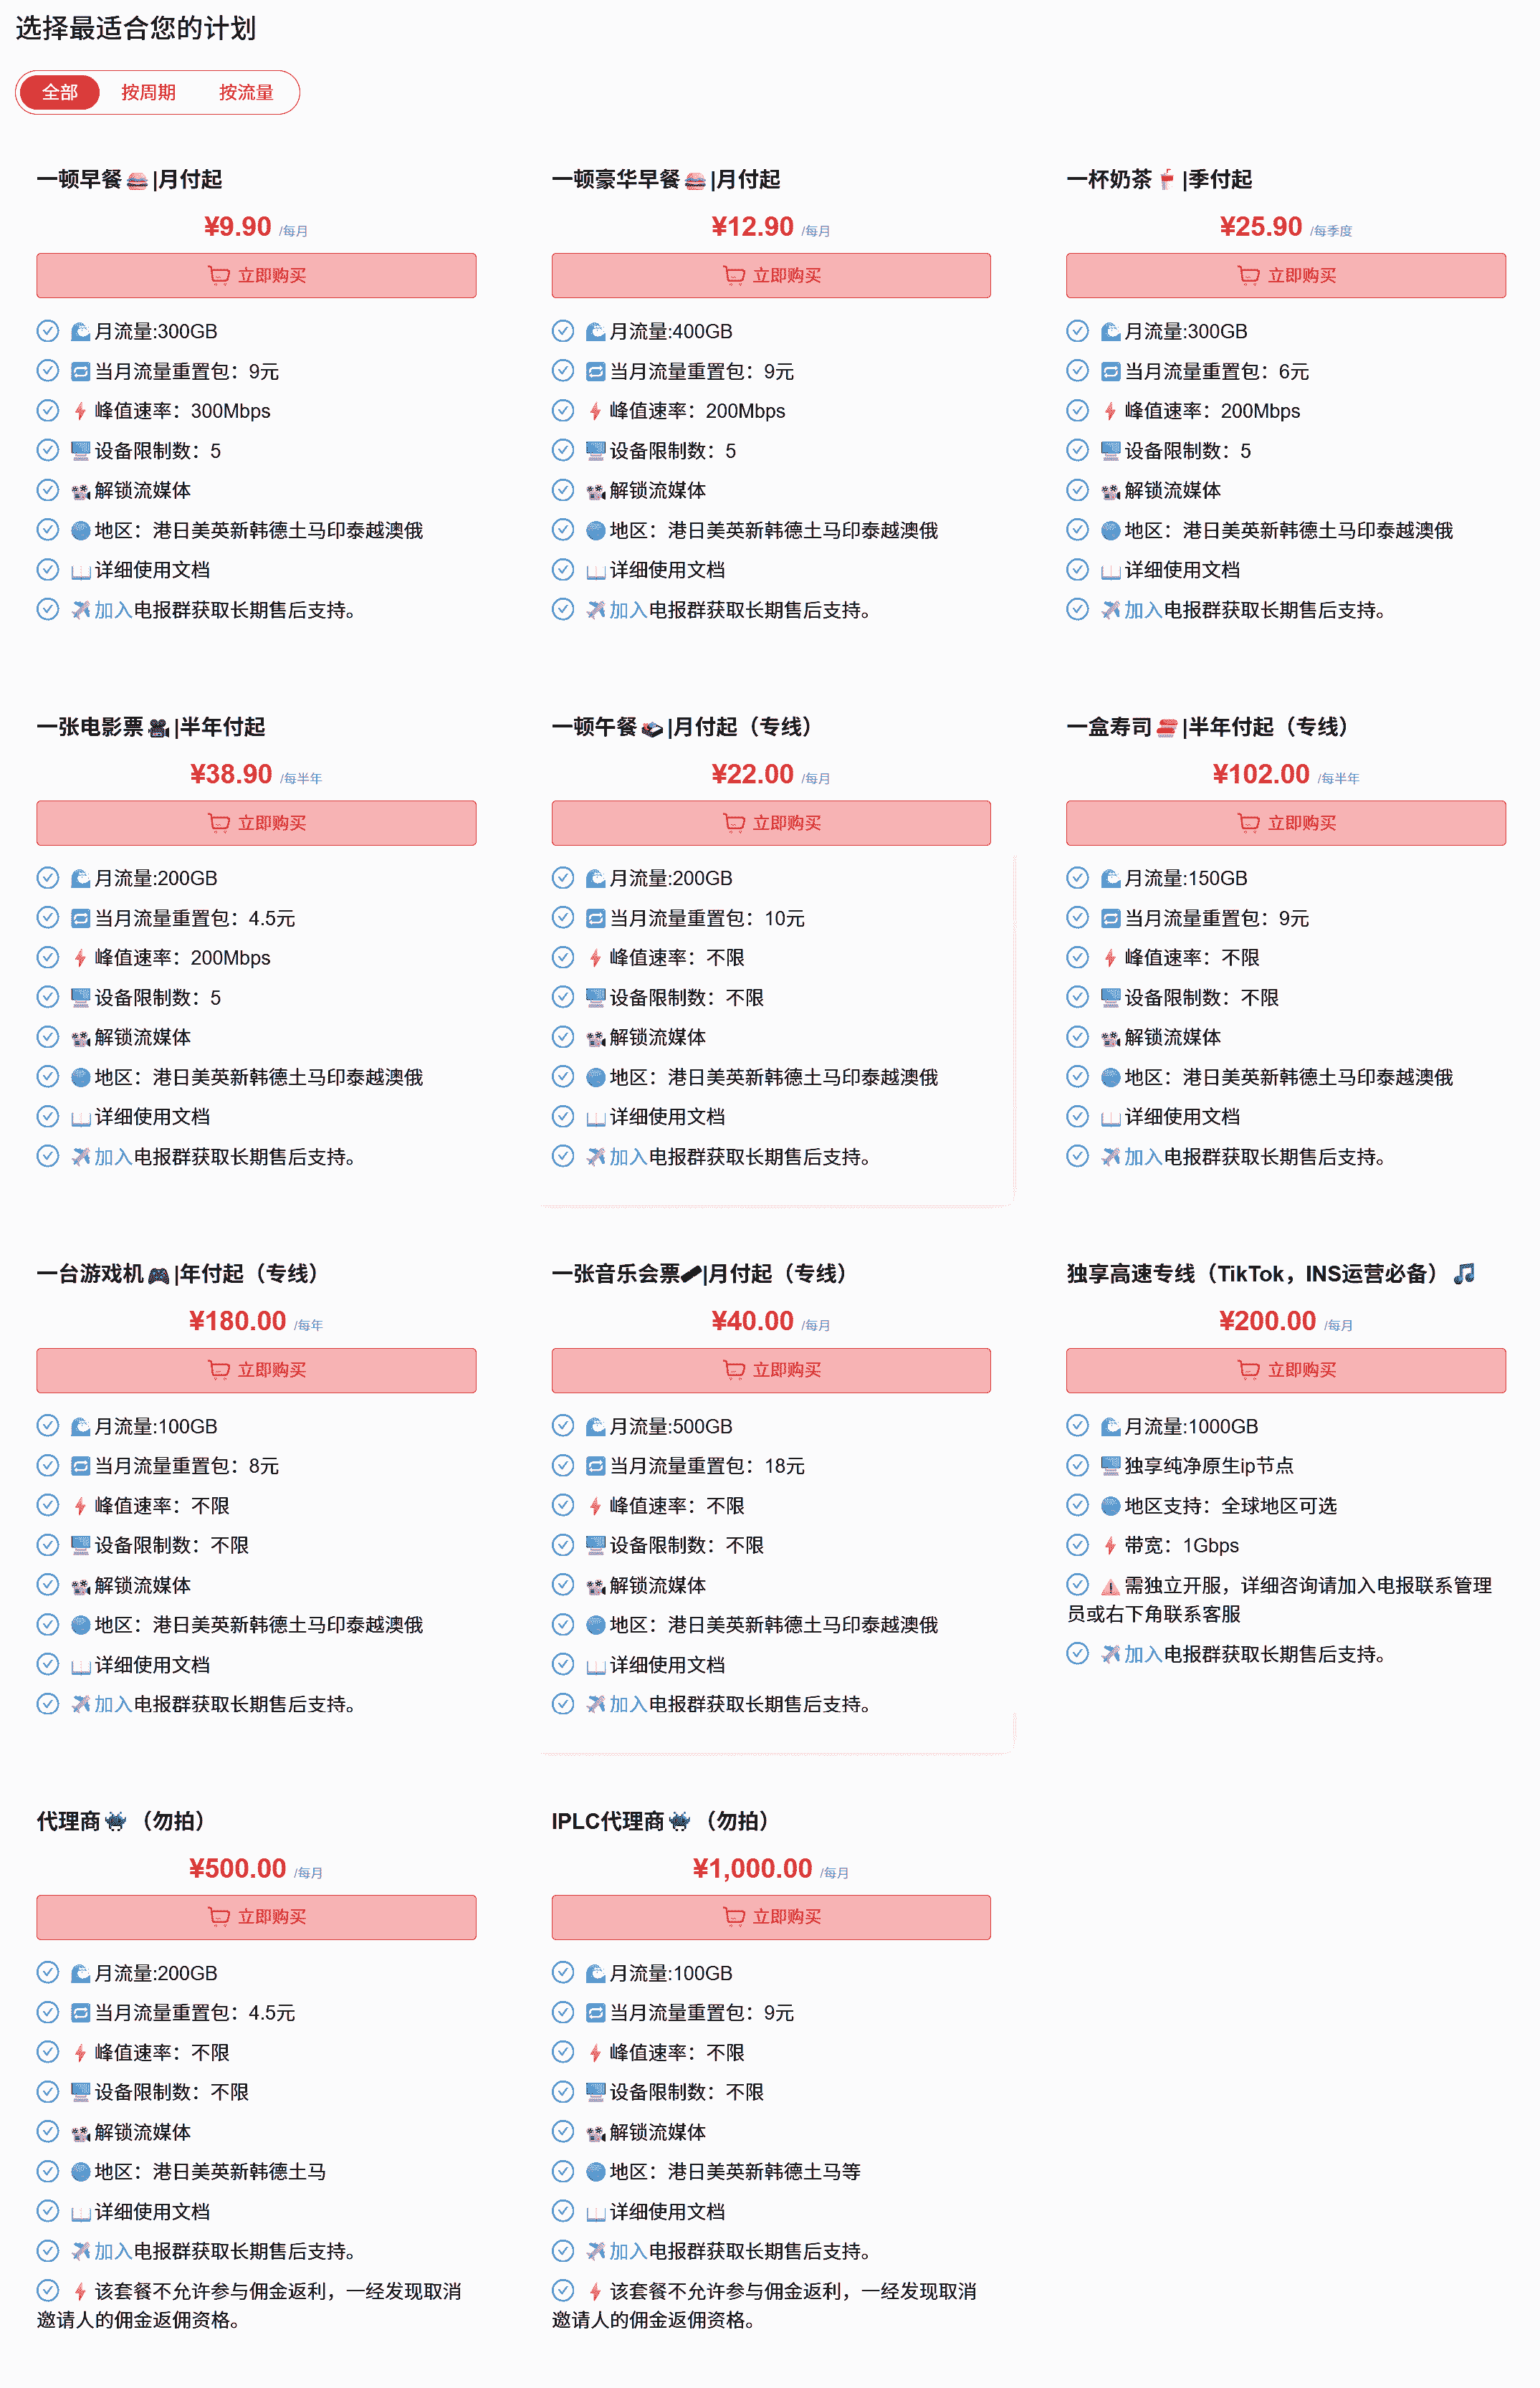 选择最适合您的计划
全部 按周期 按流量
一顿早餐🍔|月付起
¥9.90 /每月
立即购买
🌊月流量:300GB
🔁当月流量重置包：9元
⚡峰值速率：300Mbps
🖥️设备限制数：5
📽️解锁流媒体
🌐地区：港日美英新韩德土马印泰越澳俄
📖详细使用文档
✈️加入电报群获取长期售后支持。
一顿豪华早餐🍔|月付起
¥12.90 /每月
立即购买
🌊月流量:400GB
🔁当月流量重置包：9元
⚡峰值速率：200Mbps
🖥️设备限制数：5
📽️解锁流媒体
🌐地区：港日美英新韩德土马印泰越澳俄
📖详细使用文档
✈️加入电报群获取长期售后支持。
一杯奶茶🥤|季付起
¥25.90 /每季度
立即购买
🌊月流量:300GB
🔁当月流量重置包：6元
⚡峰值速率：200Mbps
🖥️设备限制数：5
📽️解锁流媒体
🌐地区：港日美英新韩德土马印泰越澳俄
📖详细使用文档
✈️加入电报群获取长期售后支持。
一张电影票🎥|半年付起
¥38.90 /每半年
立即购买
🌊月流量:200GB
🔁当月流量重置包：4.5元
⚡峰值速率：200Mbps
🖥️设备限制数：5
📽️解锁流媒体
🌐地区：港日美英新韩德土马印泰越澳俄
📖详细使用文档
✈️加入电报群获取长期售后支持。
一顿午餐🍱|月付起（专线）
¥22.00 /每月
立即购买
🌊月流量:200GB
🔁当月流量重置包：10元
⚡峰值速率：不限
🖥️设备限制数：不限
📽️解锁流媒体
🌐地区：港日美英新韩德土马印泰越澳俄
📖详细使用文档
✈️加入电报群获取长期售后支持。
一盒寿司🍣|半年付起（专线）
¥102.00 /每半年
立即购买
🌊月流量:150GB
🔁当月流量重置包：9元
⚡峰值速率：不限
🖥️设备限制数：不限
📽️解锁流媒体
🌐地区：港日美英新韩德土马印泰越澳俄
📖详细使用文档
✈️加入电报群获取长期售后支持。
一台游戏机🎮|年付起（专线）
¥180.00 /每年
立即购买
🌊月流量:100GB
🔁当月流量重置包：8元
⚡峰值速率：不限
🖥️设备限制数：不限
📽️解锁流媒体
🌐地区：港日美英新韩德土马印泰越澳俄
📖详细使用文档
✈️加入电报群获取长期售后支持。
一张音乐会票|月付起（专线）
¥40.00 /每月
立即购买
🌊月流量:500GB
🔁当月流量重置包：18元
⚡峰值速率：不限
🖥️设备限制数：不限
📽️解锁流媒体
🌐地区：港日美英新韩德土马印泰越澳俄
📖详细使用文档
✈️加入电报群获取长期售后支持。
独享高速专线（TikTok，INS运营必备）🎵
¥200.00 /每月
立即购买
🌊月流量:1000GB
🖥️独享纯净原生ip节点
🌐地区支持：全球地区可选
⚡带宽：1Gbps
⚠️需独立开服，详细咨询请加入电报联系管理
员或右下角联系客服
✈️加入电报群获取长期售后支持。
代理商👾（勿拍）
¥500.00 /每月
立即购买
🌊月流量:200GB
🔁当月流量重置包：4.5元
⚡峰值速率：不限
🖥️设备限制数：不限
📽️解锁流媒体
🌐地区：港日美英新韩德土马
📖详细使用文档
✈️加入电报群获取长期售后支持。
⚡该套餐不允许参与佣金返利，一经发现取消
邀请人的佣金返佣资格。
IPLC代理商👾（勿拍）
¥1,000.00 /每月
立即购买
🌊月流量:100GB
🔁当月流量重置包：9元
⚡峰值速率：不限
🖥️设备限制数：不限
📽️解锁流媒体
🌐地区：港日美英新韩德土马等
📖详细使用文档
✈️加入电报群获取长期售后支持。
⚡该套餐不允许参与佣金返利，一经发现取消
邀请人的佣金返佣资格。